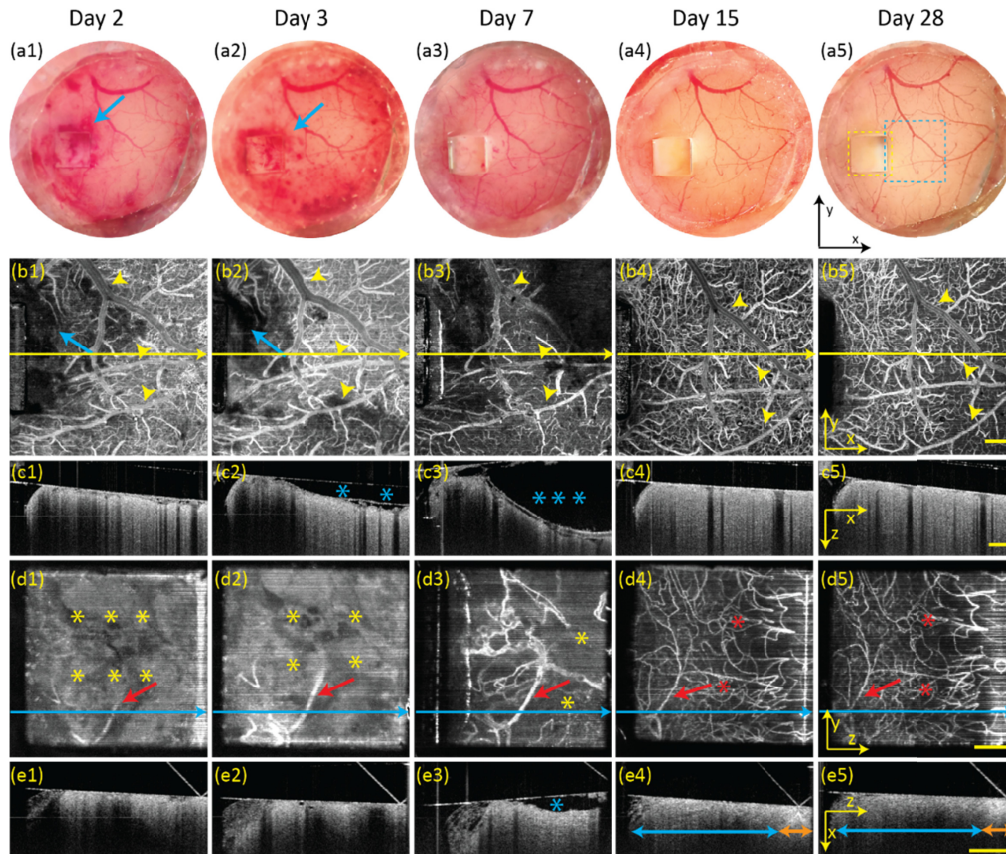 Day 2 Day 3 Day 7 Day 15 Day 28
(a1) (a2) (a3) (a4) (a5)
y
x
(b1) (b2) (b3) (b4) (b5)
y
x
(c1) (c2) (c3) (c4) (c5)
x
z
* * * * *
(d1) (d2) (d3) (d4) (d5)
* * * * * * *
* * * * * * * *
y
z
(e1) (e2) (e3) (e4) (e5)
z
*
x